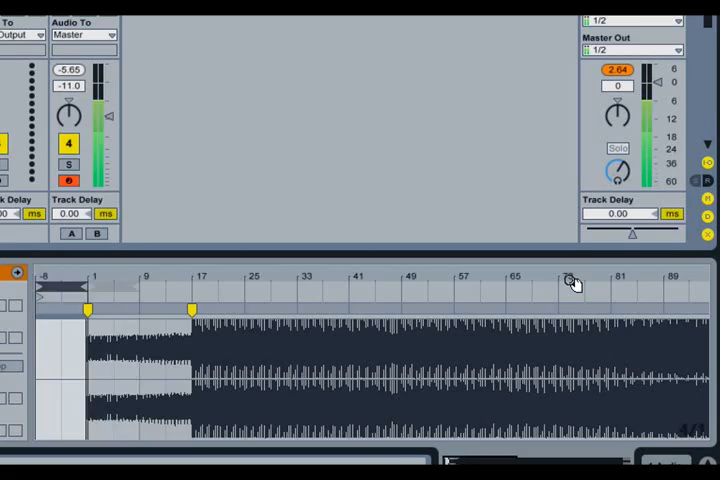 To Audio To
Output Master
-5.65
-11.0
4
S
k Delay Track Delay
00 ms 0.00 ms
A B
1/2
Master Out
1/2
2.64 6
0 0
6
12
18
Solo 24
36
60
Track Delay
0.00 ms
R
M
D
X
-8 1 9 17 25 33 41 49 57 65 81 89
4/1